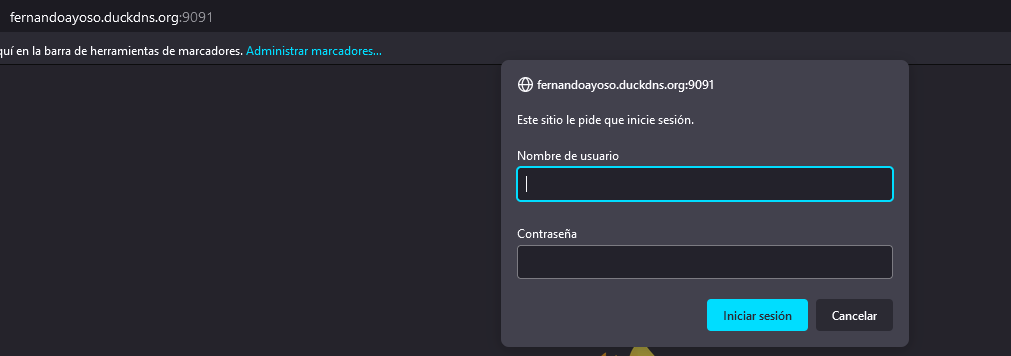 fernandoayoso.duckdns.org:9091
quí en la barra de herramientas de marcadores. Administrar marcadores...
fernandoayoso.duckdns.org:9091
Este sitio le pide que inicie sesión.
Nombre de usuario
Contraseña
Iniciar sesión
Cancelar